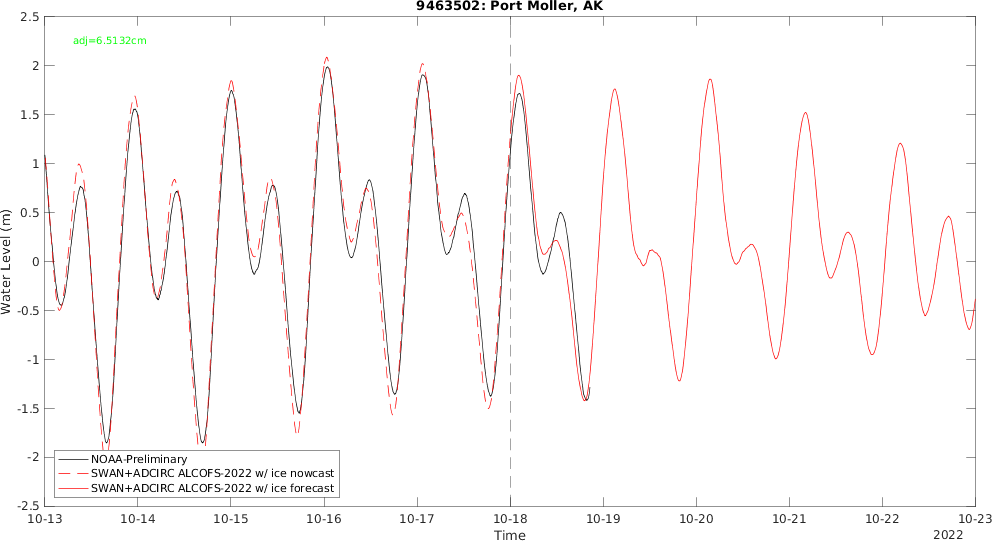 9463502: Port Moller, AK
adj=6.5132cm
2.5
2
1.5
1
0.5
0
-0.5
-1
-1.5
-2
-2.5
Water Level (m)
NOAA-Preliminary
SWAN+ADCIRC ALCOFS-2022 w/ ice nowcast
SWAN+ADCIRC ALCOFS-2022 w/ ice forecast
10-13 10-14 10-15 10-16 10-17 10-18 10-19 10-20 10-21 10-22 10-23
Time
2022